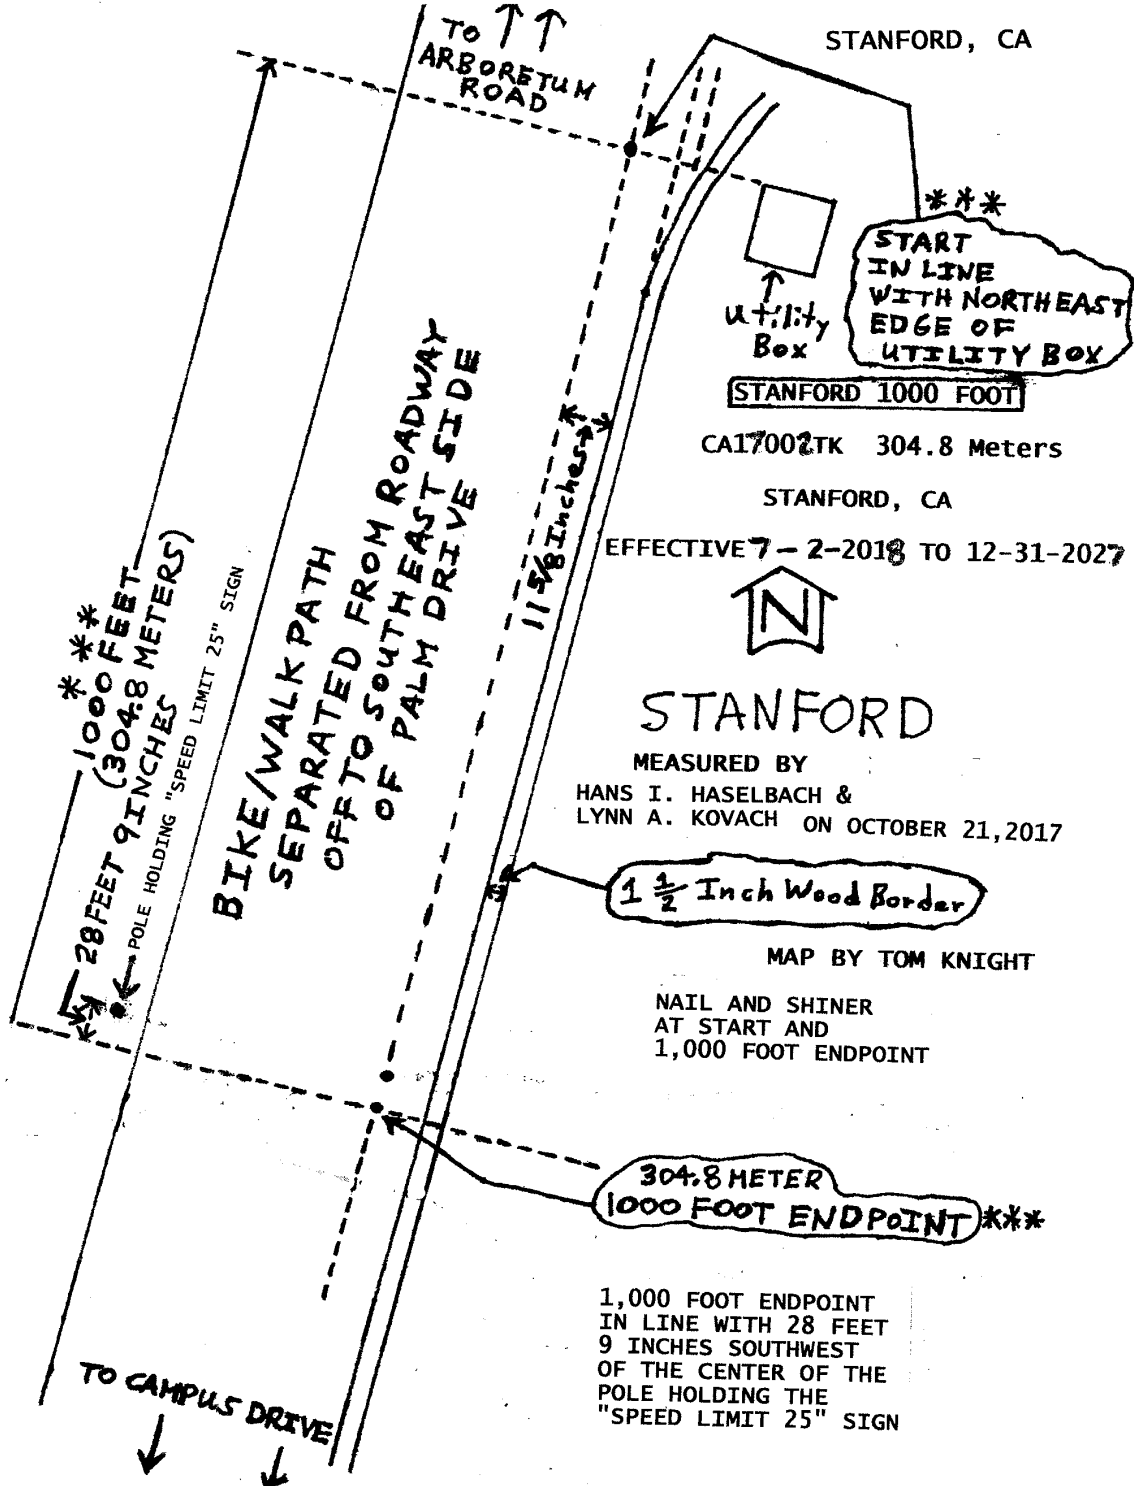 TO
ARBORETUM
ROAD
STANFORD, CA
***
START
IN LINE
WITH NORTHEAST
EDGE OF
UTILITY BOX
Utility
Box
STANFORD 1000 FOOT
CA17002TK 304.8 Meters
STANFORD, CA
EFFECTIVE 7-2-2018 TO 12-31-2027
N
***
1000 FEET
(304.8 METERS)
28 FEET 9 INCHES
POLE HOLDING "SPEED LIMIT 25" SIGN
BIKE/WALK PATH
SEPARATED FROM ROADWAY
OFF TO SOUTHEAST SIDE
OF PALM DRIVE
11 5/8 Inches
STANFORD
MEASURED BY
HANS I. HASELBACH &
LYNN A. KOVACH ON OCTOBER 21,2017
1 1/2 Inch Wood Border
MAP BY TOM KNIGHT
NAIL AND SHINER
AT START AND
1,000 FOOT ENDPOINT
304.8 METER
1000 FOOT ENDPOINT ***
1,000 FOOT ENDPOINT
IN LINE WITH 28 FEET
9 INCHES SOUTHWEST
OF THE CENTER OF THE
POLE HOLDING THE
"SPEED LIMIT 25" SIGN
TO CAMPUS DRIVE